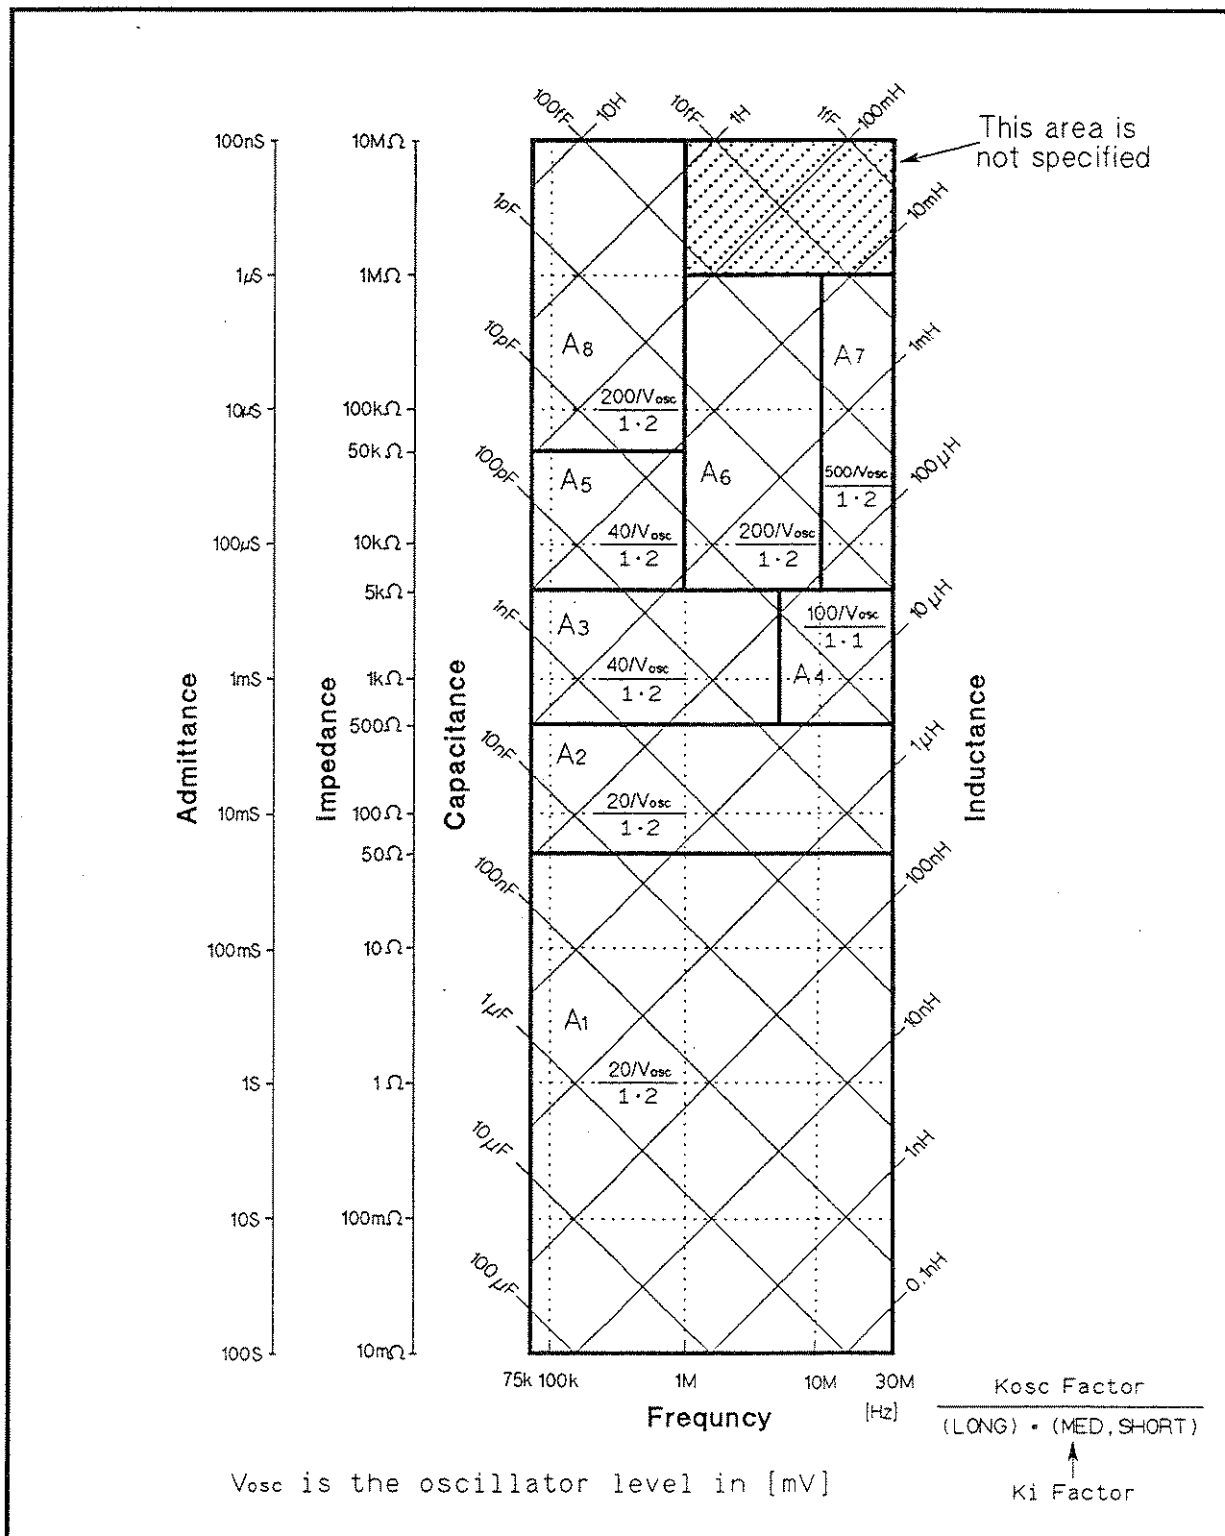 100fF 10H 10fF 1H 1fF 100mH
This area is
not specified
100nS 10MΩ
1pF 10mH
1µS 1MΩ
10pF A8 A7 1mH
200/Vosc
10µS 100kΩ 1·2
50kΩ
100pF A5 A6 500/Vosc 100µH
1·2
40/Vosc 200/Vosc
100µS 10kΩ 1·2 1·2
5kΩ
1nF A3 100/Vosc 10µH
1·1
40/Vosc A4
1mS 1kΩ 1·2
500Ω
10nF A2 1µH
20/Vosc
10mS 100Ω 1·2
50Ω
Admittance
Impedance
Capacitance
Inductance
100nF 100nH
100mS 10Ω
1µF A1 10nH
20/Vosc
1S 1Ω 1·2
10µF 1nH
10S 100mΩ
100µF 0.1nH
100S 10mΩ
75k 100k 1M 10M 30M
Frequncy [Hz]
Kosc Factor
(LONG) • (MED,SHORT)
Ki Factor
Vosc is the oscillator level in [mV]